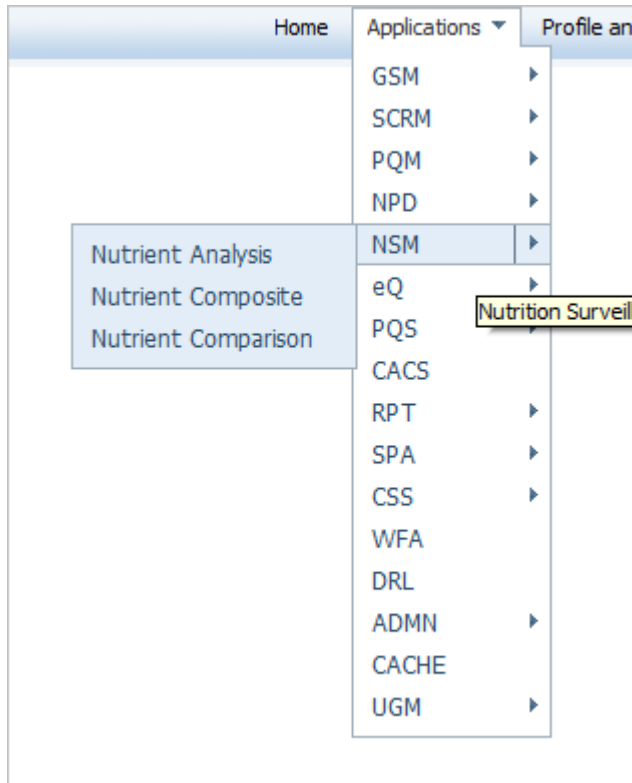 Home Applications Profile an
GSM
SCRM
PQM
NPD
NSM
Nutrient Analysis
Nutrient Composite
Nutrient Comparison
eQ
Nutrition Surveil
PQS
CACS
RPT
SPA
CSS
WFA
DRL
ADMN
CACHE
UGM